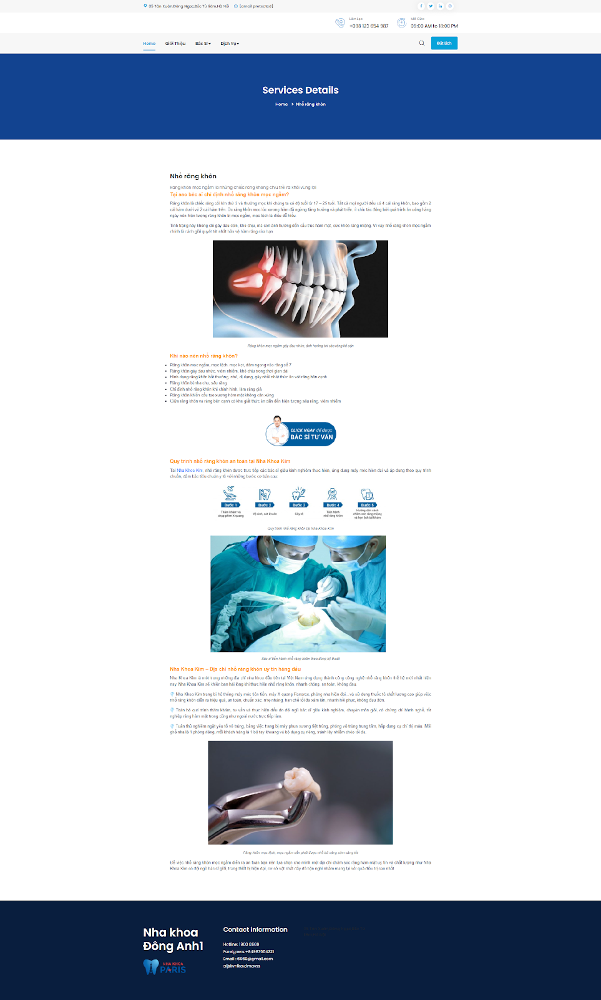 35 Tân Xuân,Đông Ngạc,Bắc Từ liêm,Hà Nội [email protected]
Liên Lạc
+088 123 654 987
Mở Cửa
09:00 AM to 18:00 PM
Home Giới Thiệu Bác Sĩ Dịch Vụ
Đặt Lịch
Services Details
Home > Nhổ răng khôn
Nhổ răng khôn
Răng khôn mọc ngầm là những chiếc răng không chịu trồi ra khỏi vùng lợi
Tại sao bác sĩ chỉ định nhổ răng khôn mọc ngầm?
Răng khôn là chiếc răng cối lớn thứ 3 và thường mọc khi chúng ta có độ tuổi từ 17 – 25 tuổi. Tất cả mọi người đều có 4 cái răng khôn, bao gồm 2
cái hàm dưới và 2 cái hàm trên. Do răng khôn mọc lúc xương hàm đã ngừng tăng trưởng và phát triển, ít chịu tác động bởi quá trình ăn uống hàng
ngày nên hiện tượng răng khôn bị mọc ngầm, mọc lệch là điều dễ hiểu.
Tình trạng này không chỉ gây đau đớn, khó chịu, mà còn ảnh hưởng đến cấu trúc hàm mặt, sức khỏe răng miệng. Vì vậy nhổ răng khôn mọc ngầm
chính là cách giải quyết tốt nhất bảo vệ hàm răng của bạn.
Răng khôn mọc ngầm gây đau nhức, ảnh hưởng tới các răng kế cận
Khi nào nên nhổ răng khôn?
Răng khôn mọc ngầm, mọc lệch, mọc kẹt, đâm ngang vào răng số 7
Răng khôn gây đau nhức, viêm nhiễm, khó chịu trong thời gian dài
Hình dạng răng khôn bất thường, nhỏ, dị dạng, gây nhồi nhét thức ăn với răng bên cạnh
Răng khôn bị nha chu, sâu răng
Chỉ định nhổ răng khôn khi chỉnh hình, làm răng giả
Răng khôn khiến cấu tạo xương hàm mặt không cân xứng
Giữa răng khôn và răng bên cạnh có khe giắt thức ăn dẫn đến hiện tượng sâu răng, viêm nhiễm
CLICK NGAY để được
BÁC SĨ TƯ VẤN
Quy trình nhổ răng khôn an toàn tại Nha Khoa Kim
Tại Nha Khoa Kim, nhổ răng khôn được trực tiếp các bác sĩ giàu kinh nghiệm thực hiện, ứng dụng máy móc hiện đại và áp dụng theo quy trình
chuẩn, đảm bảo tiêu chuẩn y tế với những bước cơ bản sau:
Bước 1 Bước 2 Bước 3 Bước 4 Bước 5
Thăm khám và
chụp phim X-quang
Vệ sinh, sát khuẩn
Gây tê
Tiến hành
nhổ răng khôn
Hướng dẫn cách
chăm sóc răng miệng
và hẹn lịch tái khám
Quy trình nhổ răng khôn tại Nha Khoa Kim
Bác sĩ tiến hành nhổ răng khôn theo đúng kỹ thuật
Nha Khoa Kim – Địa chỉ nhổ răng khôn uy tín hàng đầu
Nha Khoa Kim là một trong những địa chỉ nha khoa đầu tiên tại Việt Nam ứng dụng thành công công nghệ nhổ răng khôn thế hệ mới nhất hiện
nay. Nha Khoa Kim sẽ khiến bạn hài lòng khi thực hiện nhổ răng khôn, nhanh chóng, an toàn, không đau.
Nha Khoa Kim trang bị hệ thống máy móc tiên tiến, máy X quang Panorex, phòng nha hiện đại...và sử dụng thuốc tê chất lượng cao giúp việc
nhổ răng khôn diễn ra hiệu quả, an toàn, chuẩn xác, nhẹ nhàng, hạn chế tối đa xâm lấn, nhanh hồi phục, không đau đớn.
Toàn bộ quá trình thăm khám, tư vấn và thực hiện đều do đội ngũ bác sĩ giàu kinh nghiệm, chuyên môn giỏi, có chứng chỉ hành nghề, tốt
nghiệp răng hàm mặt trong cũng như ngoài nước trực tiếp làm.
Tuân thủ nghiêm ngặt yếu tố vô trùng, bằng việc trang bị máy phun sương tiệt trùng, phòng vô trùng trung tâm, hấp dụng cụ chỉ thị màu. Mỗi
ghế nha là 1 phòng riêng, mỗi khách hàng là 1 bộ tay khoan và bộ dụng cụ riêng, tránh lây nhiễm chéo tối đa.
Răng khôn mọc lệch, mọc ngầm cần phải được nhổ bỏ càng sớm càng tốt
Để việc nhổ răng khôn mọc ngầm diễn ra an toàn bạn nên lựa chọn cho mình một địa chỉ chăm sóc răng hàm mặt uy tín và chất lượng như Nha
Khoa Kim có đội ngũ bác sĩ giỏi, trang thiết bị hiện đại, cơ sở vật chất đầy đủ tiện nghi nhằm mang lại kết quả điều trị cao nhất.
Nha khoa
Đông Anh1
NHA KHOA
PARIS
Contact information
Hotline: 1900 6969
Foreigners +84967654321
Email : 6969@gmail.com